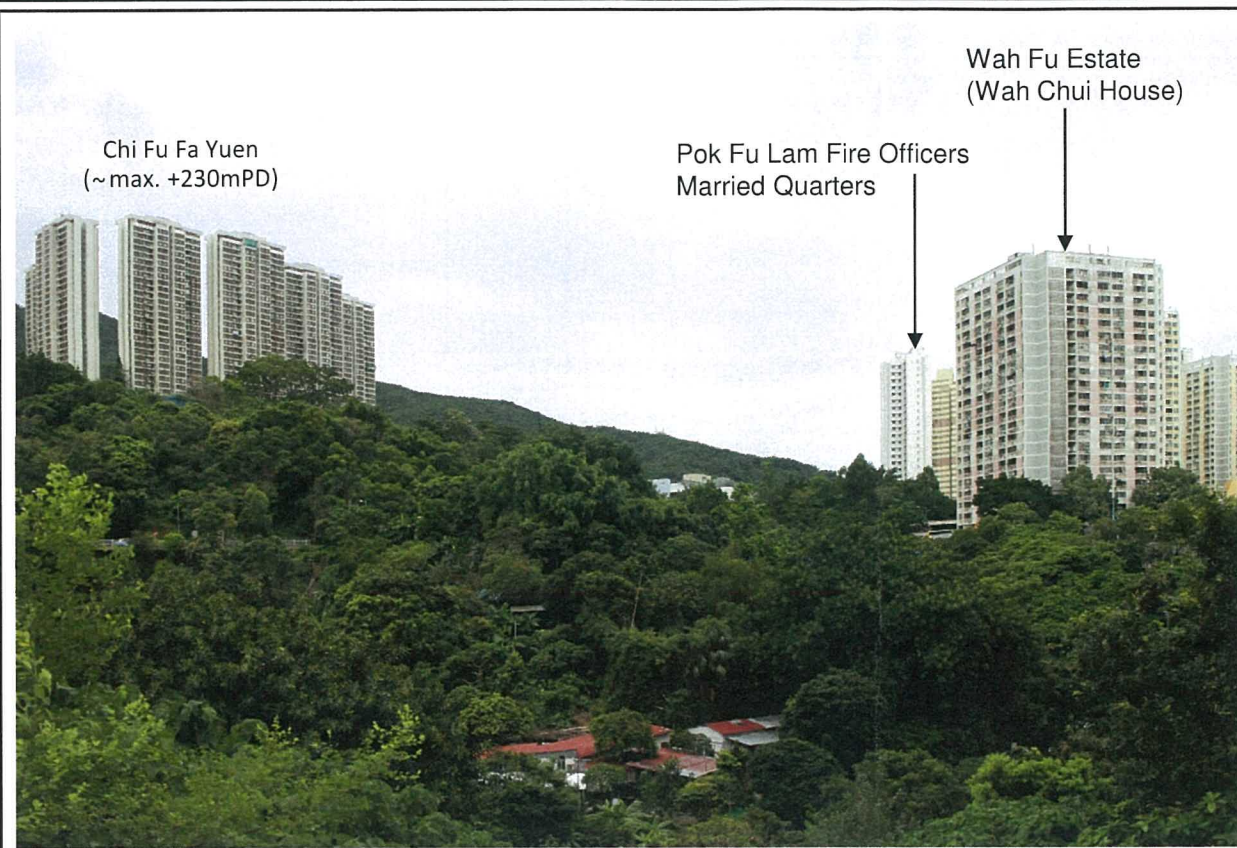 Chi Fu Fa Yuen
(~max. +230mPD)
Pok Fu Lam Fire Officers
Married Quarters
Wah Fu Estate
(Wah Chui House)